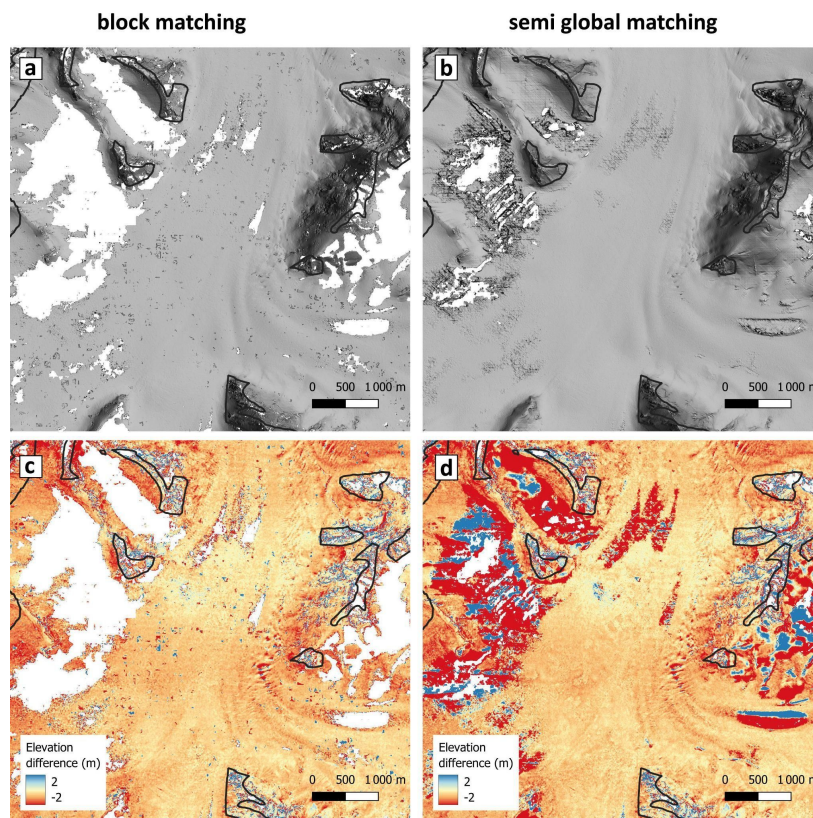 block matching
semi global matching
a
b
0 500 1 000 m
0 500 1 000 m
c
d
Elevation
difference (m)
2
-2
0 500 1 000 m
Elevation
difference (m)
2
-2
0 500 1 000 m